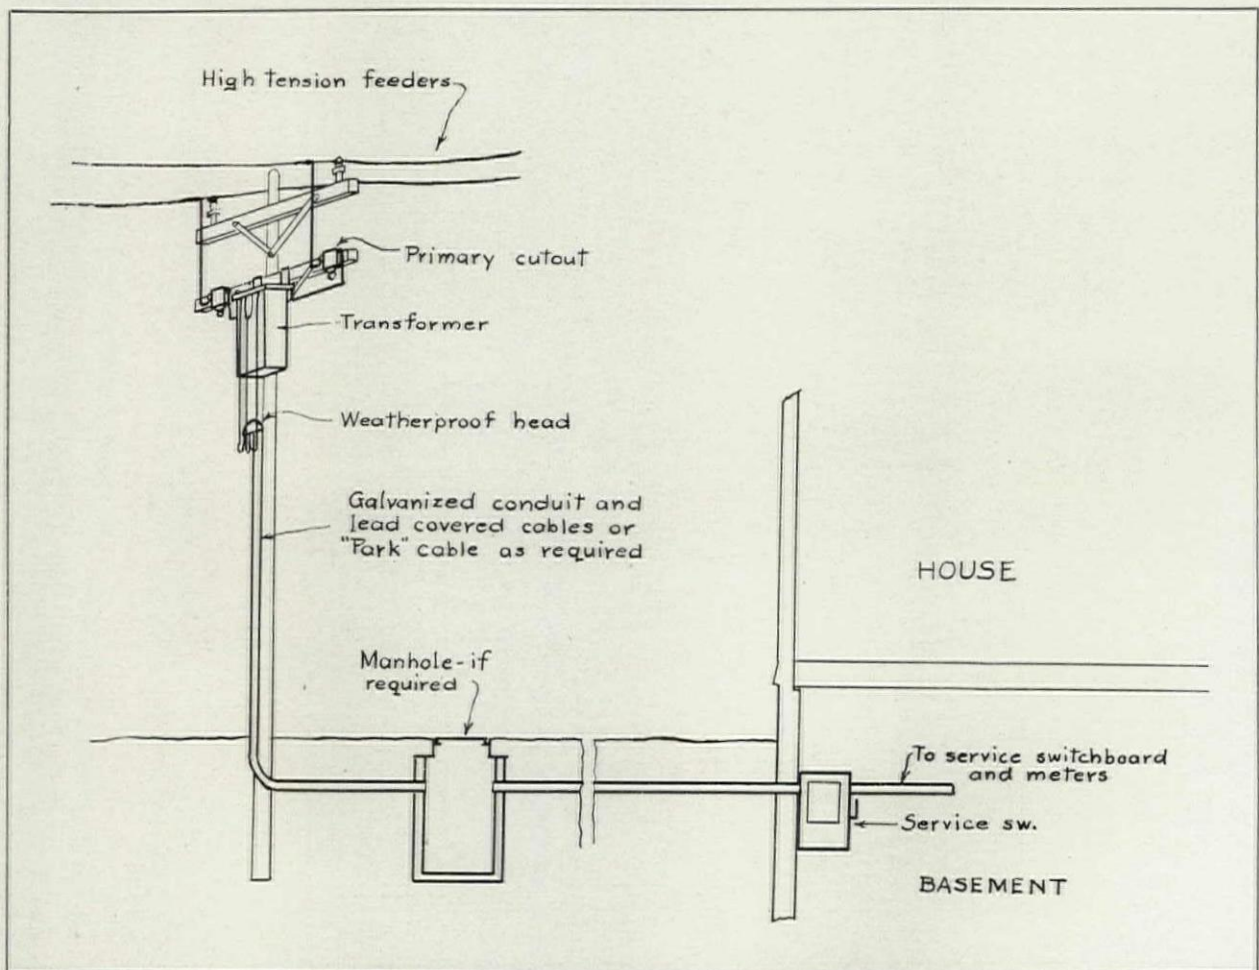 High tension feeders
Primary cutout
Transformer
Weatherproof head
Galvanized conduit and
lead covered cables or
"Park" cable as required
HOUSE
Manhole-if
required
To service switchboard
and meters
Service sw.
BASEMENT